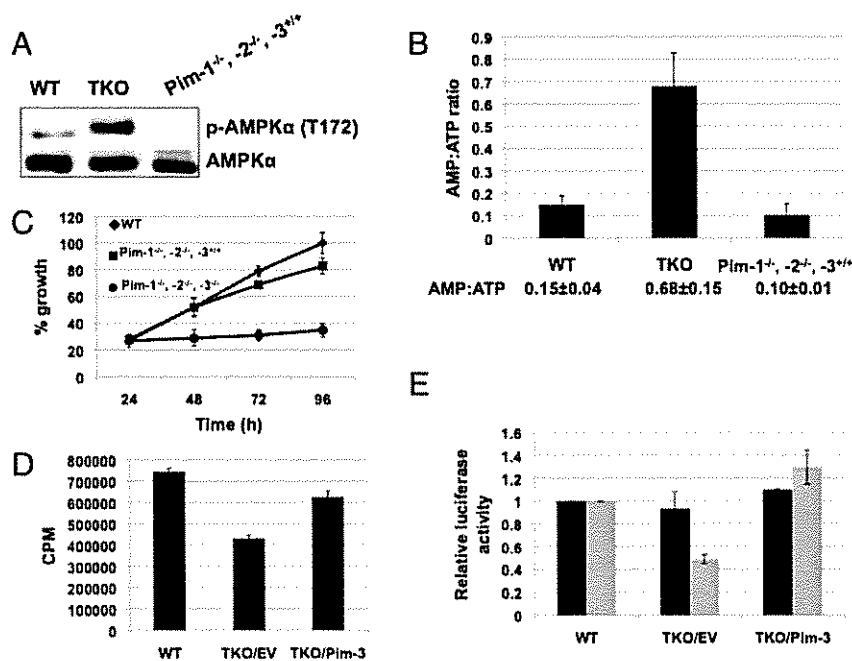 A
WT
TKO
Pim-1-/-, -2-/-, -3+/+
p-AMPKα (T172)
AMPKα
B
AMP:ATP ratio
0.9
0.8
0.7
0.6
0.5
0.4
0.3
0.2
0.1
0
WT TKO Pim-1-/-, -2-/-, -3+/+
AMP:ATP 0.15±0.04 0.68±0.15 0.10±0.01
C
% growth
120
100
80
60
40
20
0
WT
Pim-1-/-, -2-/-, -3+/+
Pim-1-/-, -2-/-, -3-/-
24 48 72 96
Time (h)
D
CPM
800000
700000
600000
500000
400000
300000
200000
100000
0
WT TKO/EV TKO/Pim-3
E
Relative luciferase
activity
1.6
1.4
1.2
1
0.8
0.6
0.4
0.2
0
WT TKO/EV TKO/Pim-3